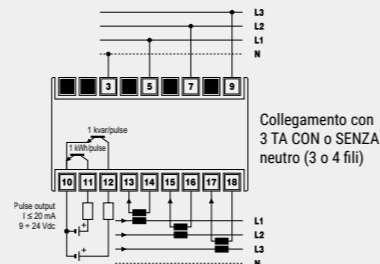 L3
L2
L1
N
3 5 7 9
Collegamento con
3 TA CON o SENZA
neutro (3 o 4 fili)
1 kvar/pulse
1 kWh/pulse
10 11 12 13 14 15 16 17 18
Pulse output
I ≤ 20 mA
9 ÷ 24 Vdc
+
+
L1
L2
L3
N